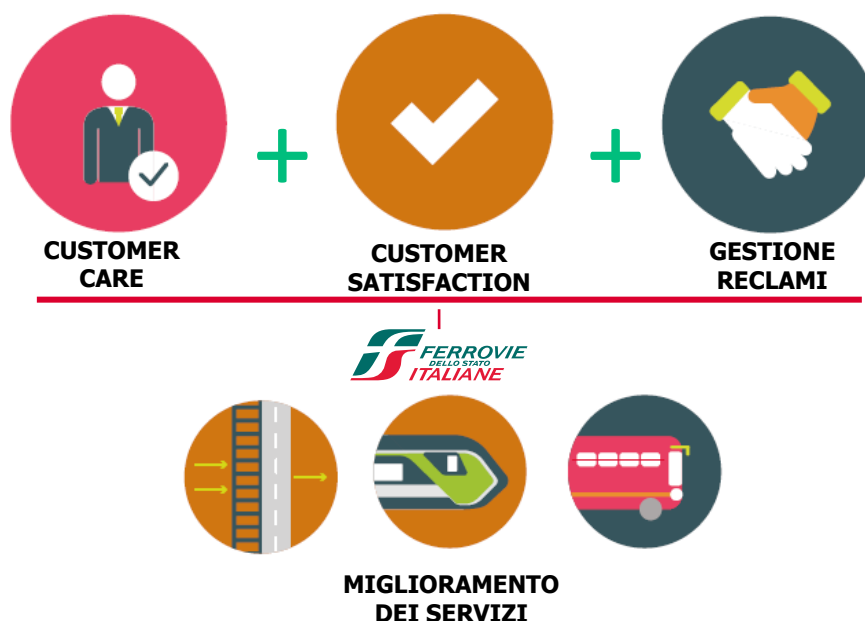 CUSTOMER
CARE
CUSTOMER
SATISFACTION
GESTIONE
RECLAMI
FERROVIE
DELLO STATO
ITALIANE
MIGLIORAMENTO
DEI SERVIZI